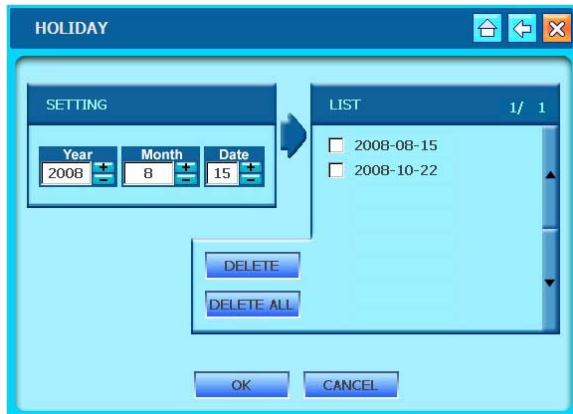 HOLIDAY
SETTING
Year Month Date
2008 8 15
LIST 1/ 1
2008-08-15
2008-10-22
DELETE
DELETE ALL
OK CANCEL